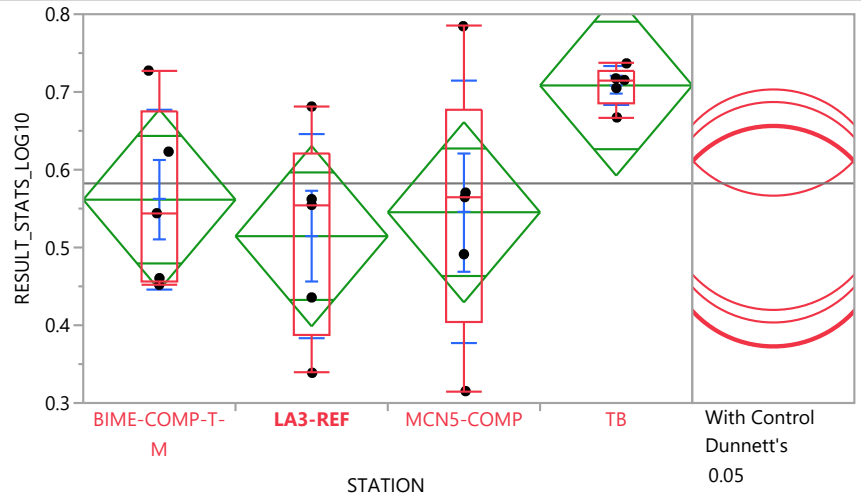 RESULT_STATS_LOG10
0.8
0.7
0.6
0.5
0.4
0.3
BIME-COMP-T-
M
LA3-REF
MCN5-COMP
TB
With Control
Dunnett's
0.05
STATION